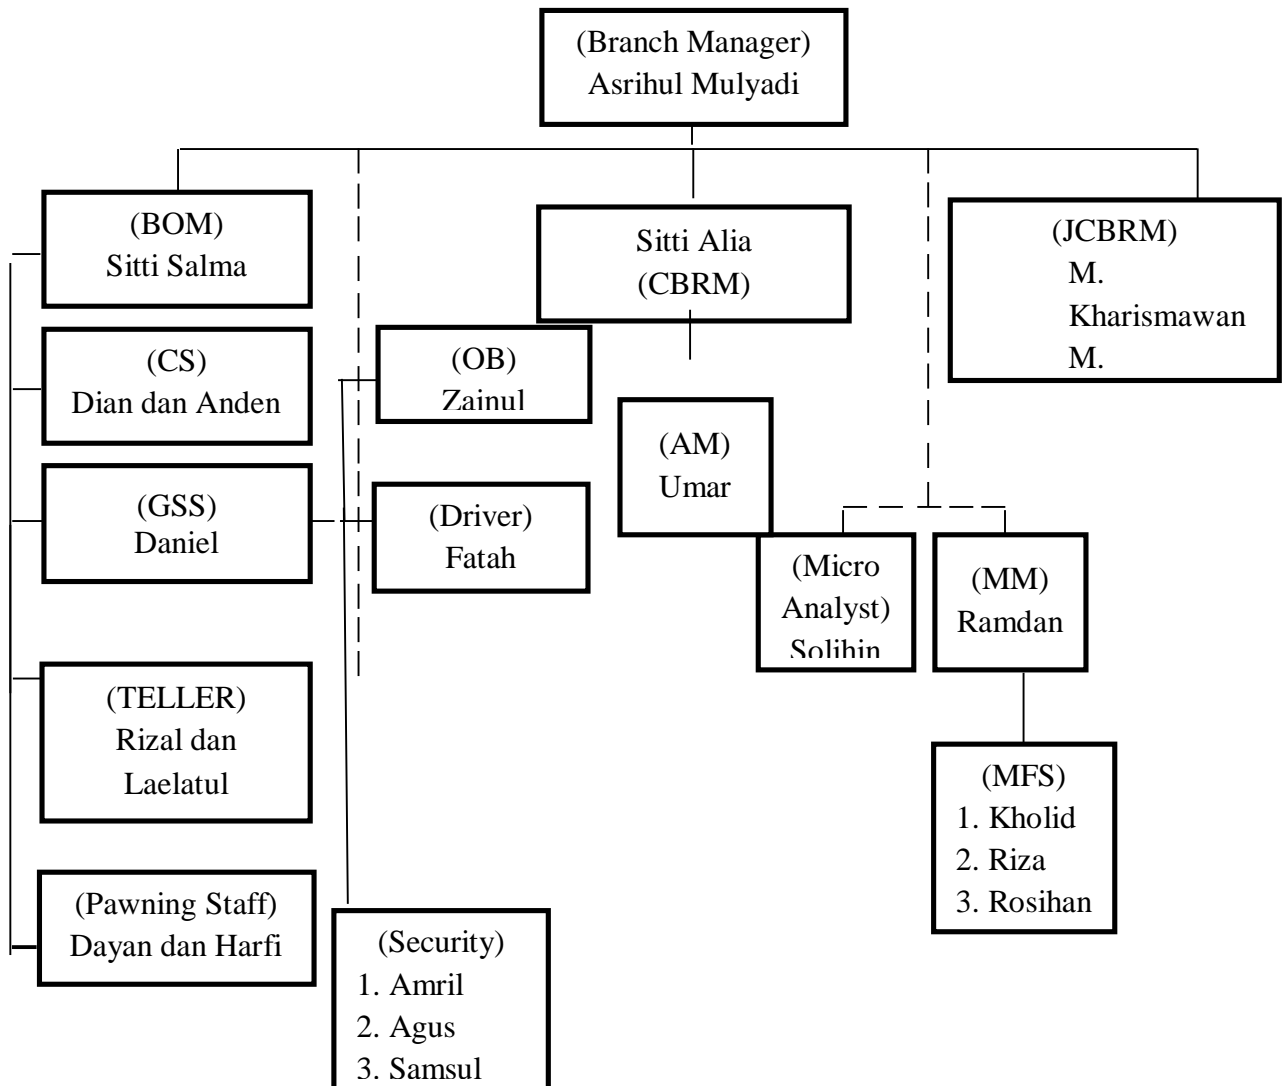 (Branch Manager)
Asrihul Mulyadi
(BOM)
Sitti Salma
Sitti Alia
(CBRM)
(JCBRM)
M.
Kharismawan
M.
(CS)
Dian dan Anden
(OB)
Zainul
(AM)
Umar
(GSS)
Daniel
(Driver)
Fatah
(Micro
Analyst)
Solihin
(MM)
Ramdan
(TELLER)
Rizal dan
Laelatul
(MFS)
1. Kholid
2. Riza
3. Rosihan
(Pawning Staff)
Dayan dan Harfi
(Security)
1. Amril
2. Agus
3. Samsul